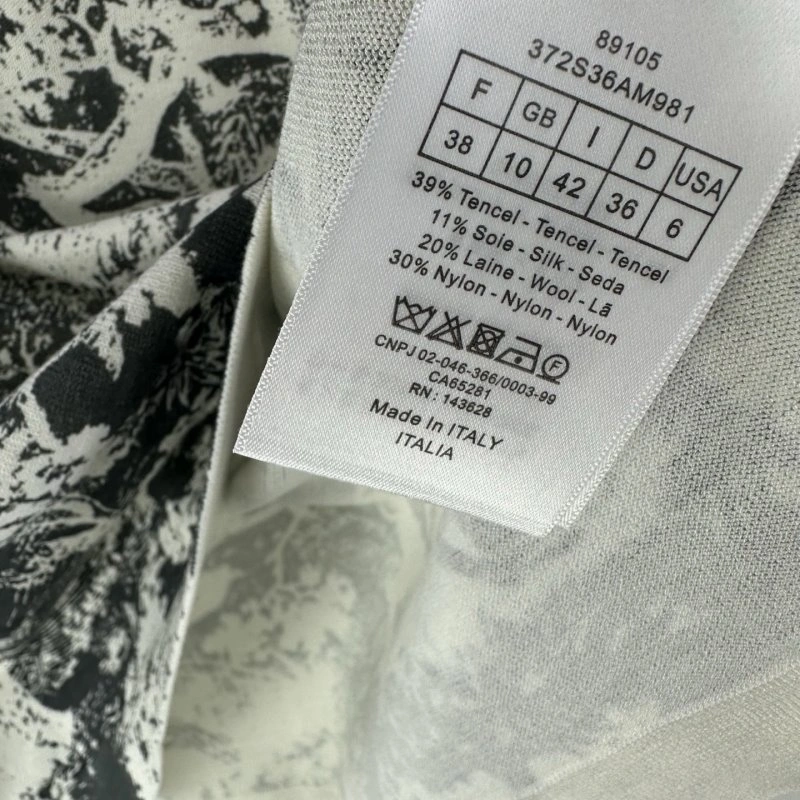 89105
372S36AM981
F GB I D USA
38 10 42 36 6
39% Tencel - Tencel - Tencel
11% Soie - Silk - Seda
20% Laine - Wool - Lã
30% Nylon - Nylon - Nylon
F
CNPJ 02-046-366/0003-99
CA65281
RN : 143628
Made in ITALY
ITALIA